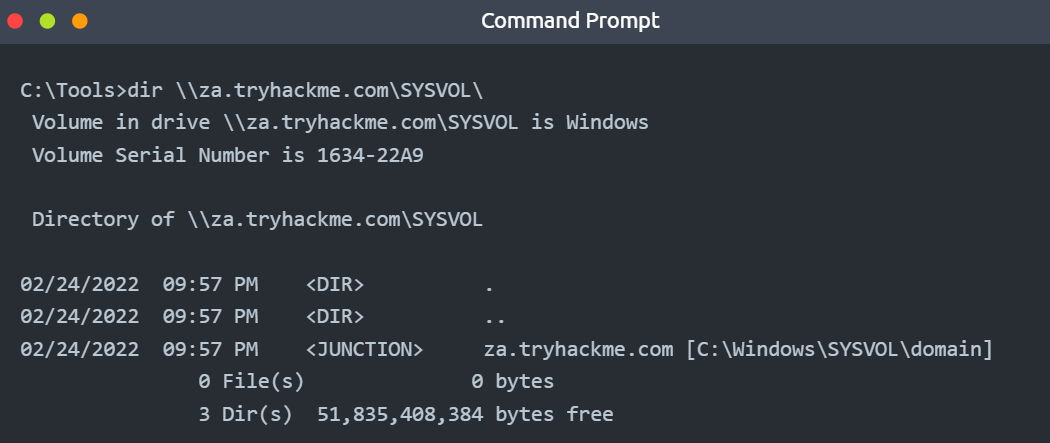 Command Prompt
C:\Tools>dir \\za.tryhackme.com\SYSVOL\
 Volume in drive \\za.tryhackme.com\SYSVOL is Windows
 Volume Serial Number is 1634-22A9
 Directory of \\za.tryhackme.com\SYSVOL
02/24/2022  09:57 PM    <DIR>          .
02/24/2022  09:57 PM    <DIR>          ..
02/24/2022  09:57 PM    <JUNCTION>     za.tryhackme.com [C:\Windows\SYSVOL\domain]
               0 File(s)              0 bytes
               3 Dir(s)  51,835,408,384 bytes free